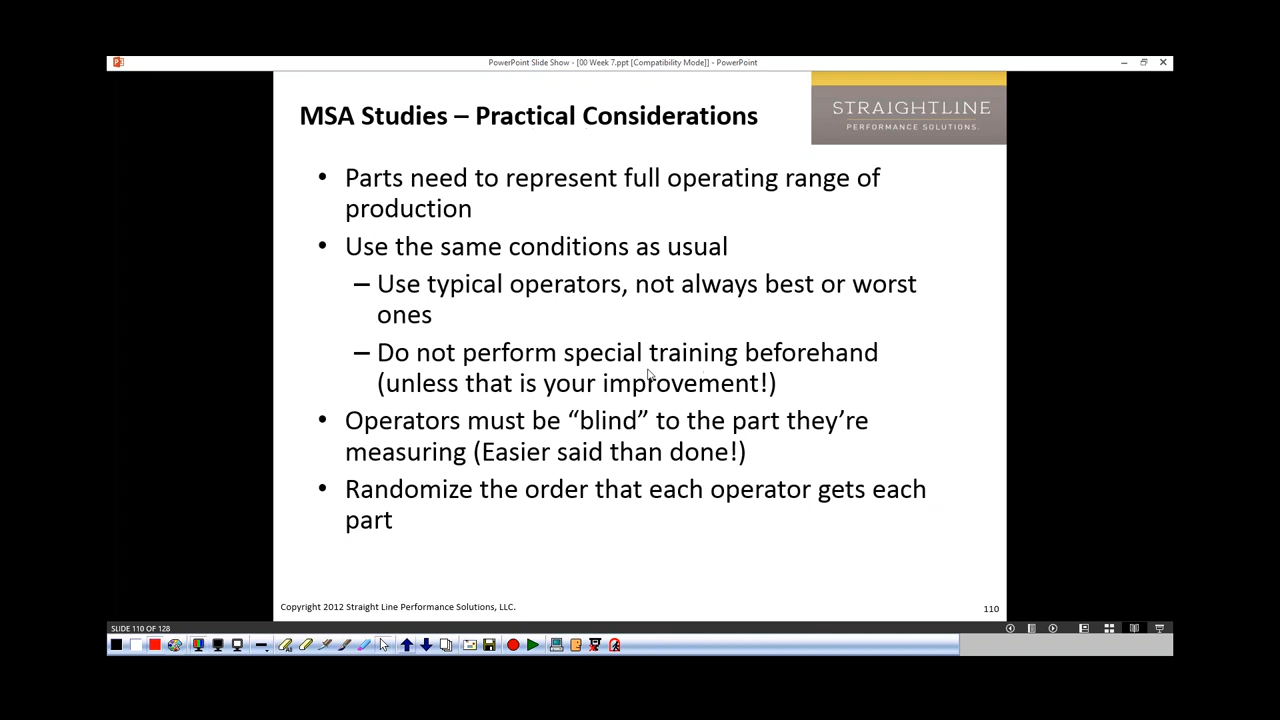 PowerPoint Slide Show - [00 Week 7.ppt [Compatibility Mode]] - PowerPoint
MSA Studies – Practical Considerations
STRAIGHTLINE
PERFORMANCE SOLUTIONS.
• Parts need to represent full operating range of
production
• Use the same conditions as usual
– Use typical operators, not always best or worst
ones
– Do not perform special training beforehand
(unless that is your improvement!)
• Operators must be “blind” to the part they’re
measuring (Easier said than done!)
• Randomize the order that each operator gets each
part
Copyright 2012 Straight Line Performance Solutions, LLC.
110
SLIDE 110 OF 128